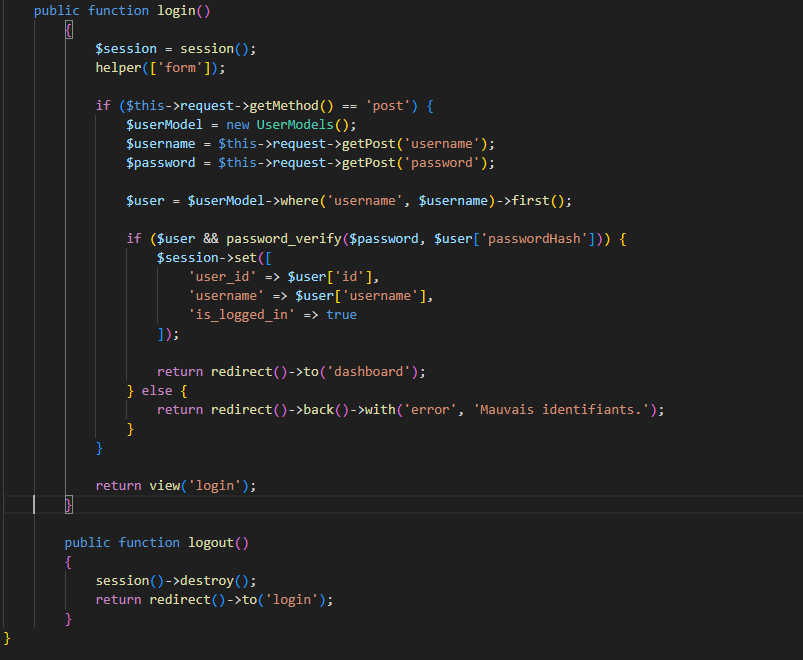 public function login()
{
$session = session();
helper(['form']);
if ($this->request->getMethod() == 'post') {
$userModel = new UserModels();
$username = $this->request->getPost('username');
$password = $this->request->getPost('password');
$user = $userModel->where('username', $username)->first();
if ($user && password_verify($password, $user['passwordHash'])) {
$session->set([
'user_id' => $user['id'],
'username' => $user['username'],
'is_logged_in' => true
]);
return redirect()->to('dashboard');
} else {
return redirect()->back()->with('error', 'Mauvais identifiants.');
}
}
return view('login');
}
public function logout()
{
session()->destroy();
return redirect()->to('login');
}
}